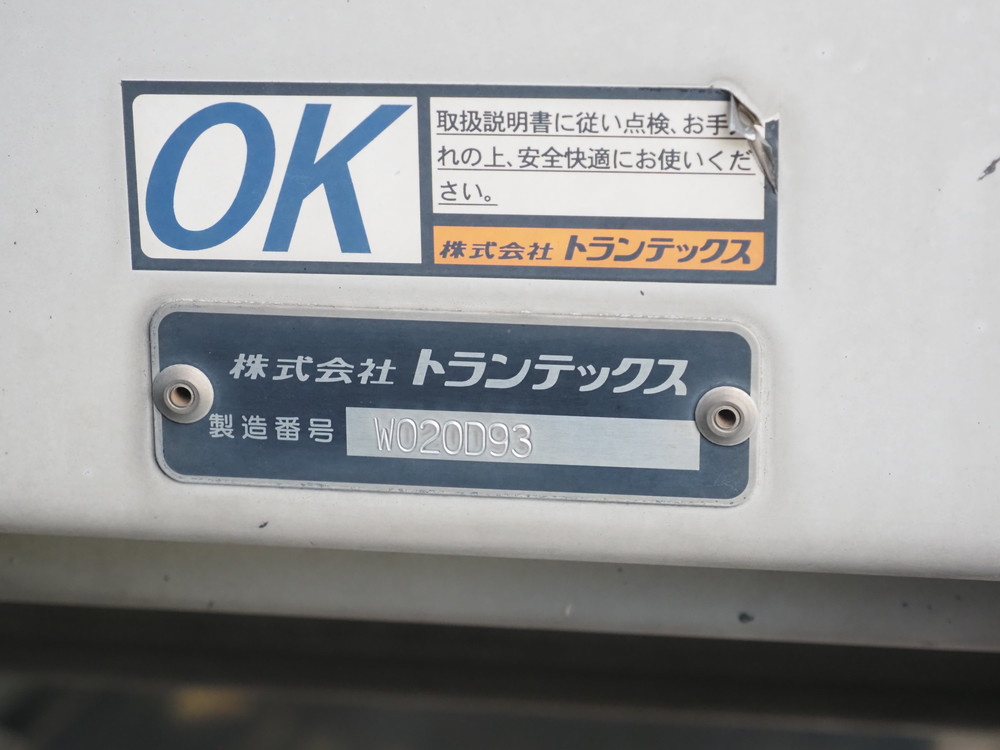 OK
取扱説明書に従い点検、お手
れの上、安全快適にお使いくだ
さい。
株式会社 トランテックス
株式会社 トランテックス
製造番号 W020D93